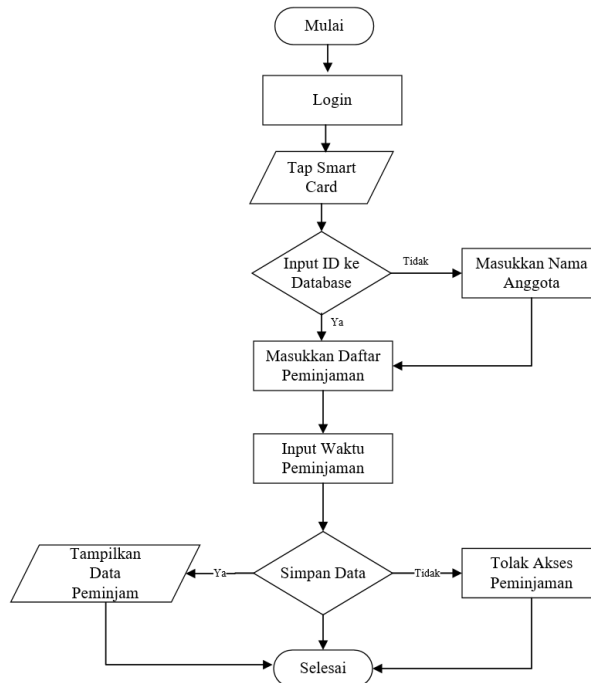 Mulai
Login
Tap Smart
Card
Input ID ke
Database
Tidak
Masukkan Nama
Anggota
Ya
Masukkan Daftar
Peminjaman
Input Waktu
Peminjaman
Tampilkan
Data
Peminjam
Ya
Simpan Data
Tidak
Tolak Akses
Peminjaman
Selesai